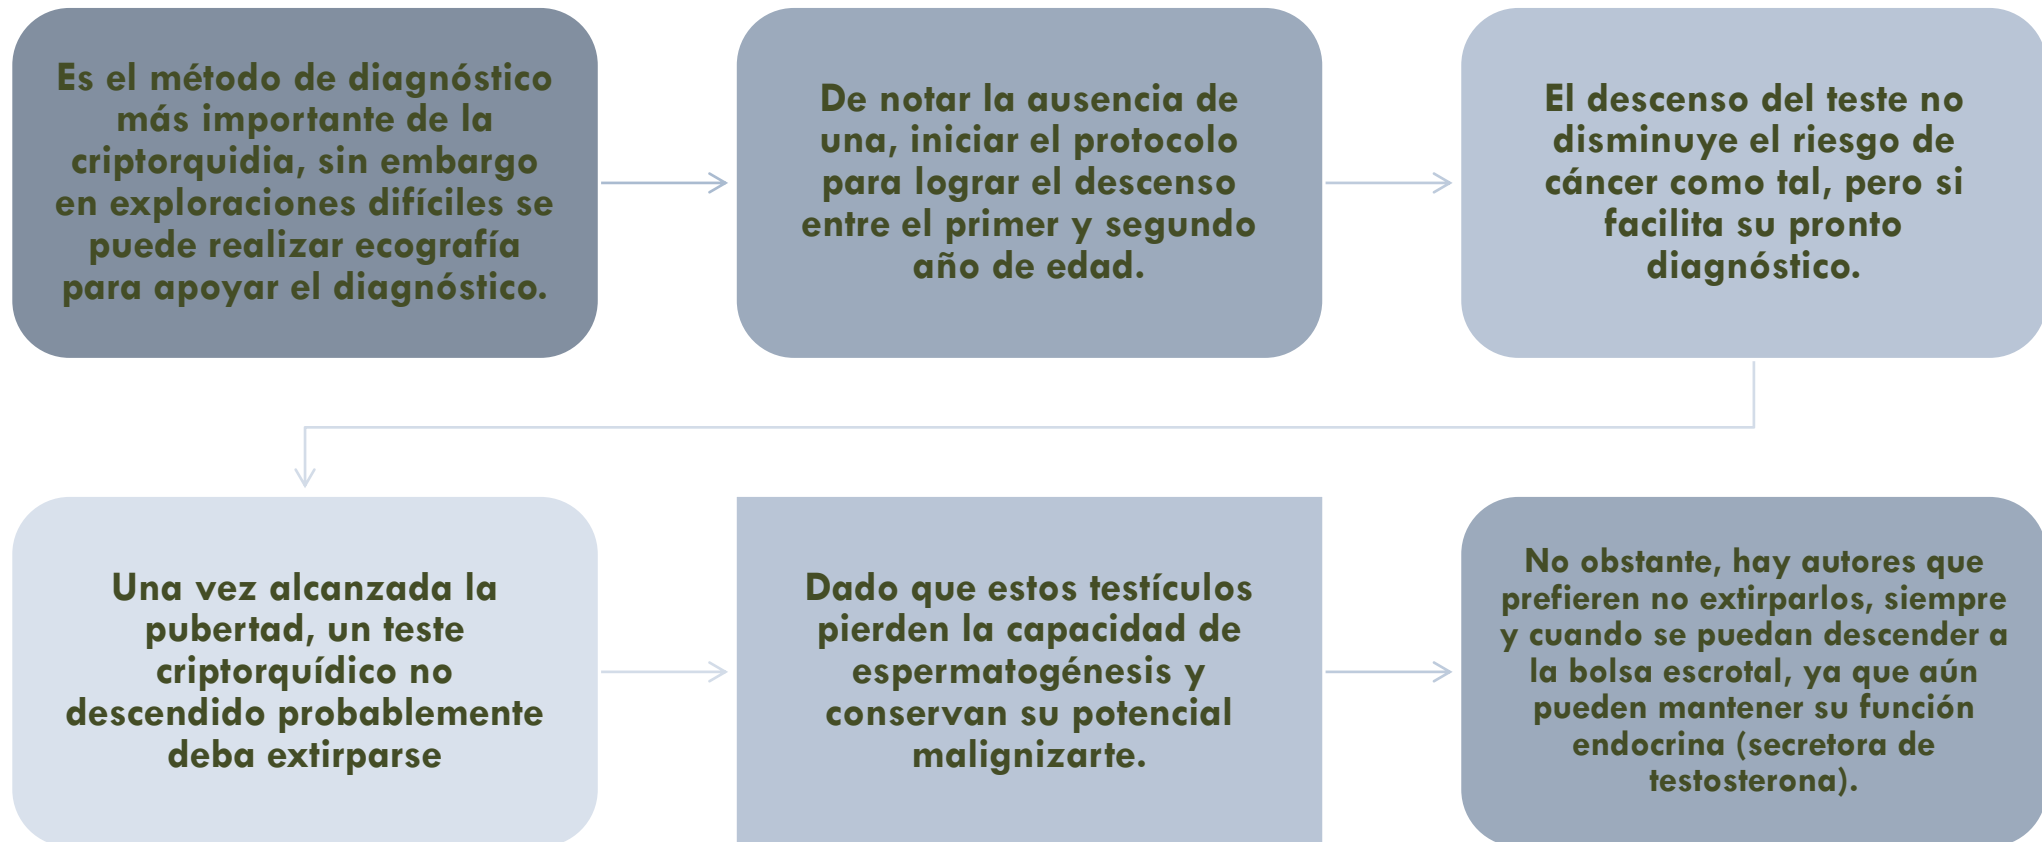 Es el método de diagnóstico
más importante de la
criptorquidia, sin embargo
en exploraciones difíciles se
puede realizar ecografía
para apoyar el diagnóstico.
De notar la ausencia de
una, iniciar el protocolo
para lograr el descenso
entre el primer y segundo
año de edad.
El descenso del teste no
disminuye el riesgo de
cáncer como tal, pero si
facilita su pronto
diagnóstico.
Una vez alcanzada la
pubertad, un teste
criptorquídico no
descendido probablemente
deba extirparse
Dado que estos testículos
pierden la capacidad de
espermatogénesis y
conservan su potencial
malignizarte.
No obstante, hay autores que
prefieren no extirparlos, siempre
y cuando se puedan descender a
la bolsa escrotal, ya que aún
pueden mantener su función
endocrina (secretora de
testosterona).